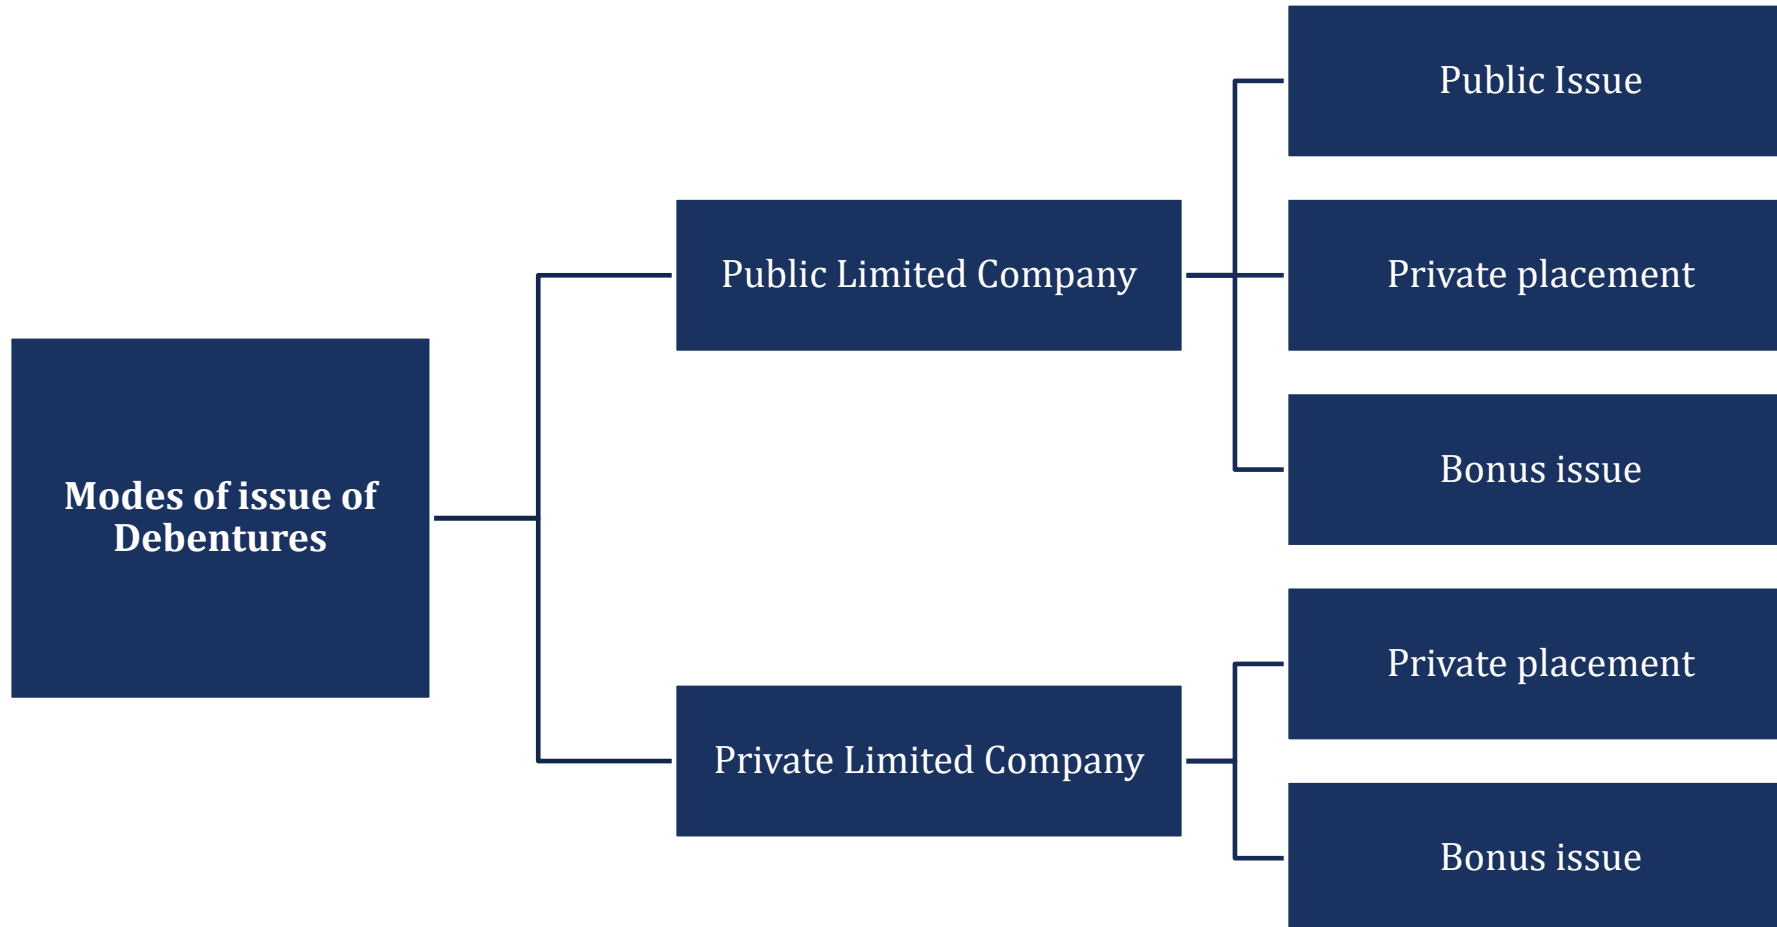 Modes of issue of
Debentures
Public Limited Company
Public Issue
Private placement
Bonus issue
Private Limited Company
Private placement
Bonus issue